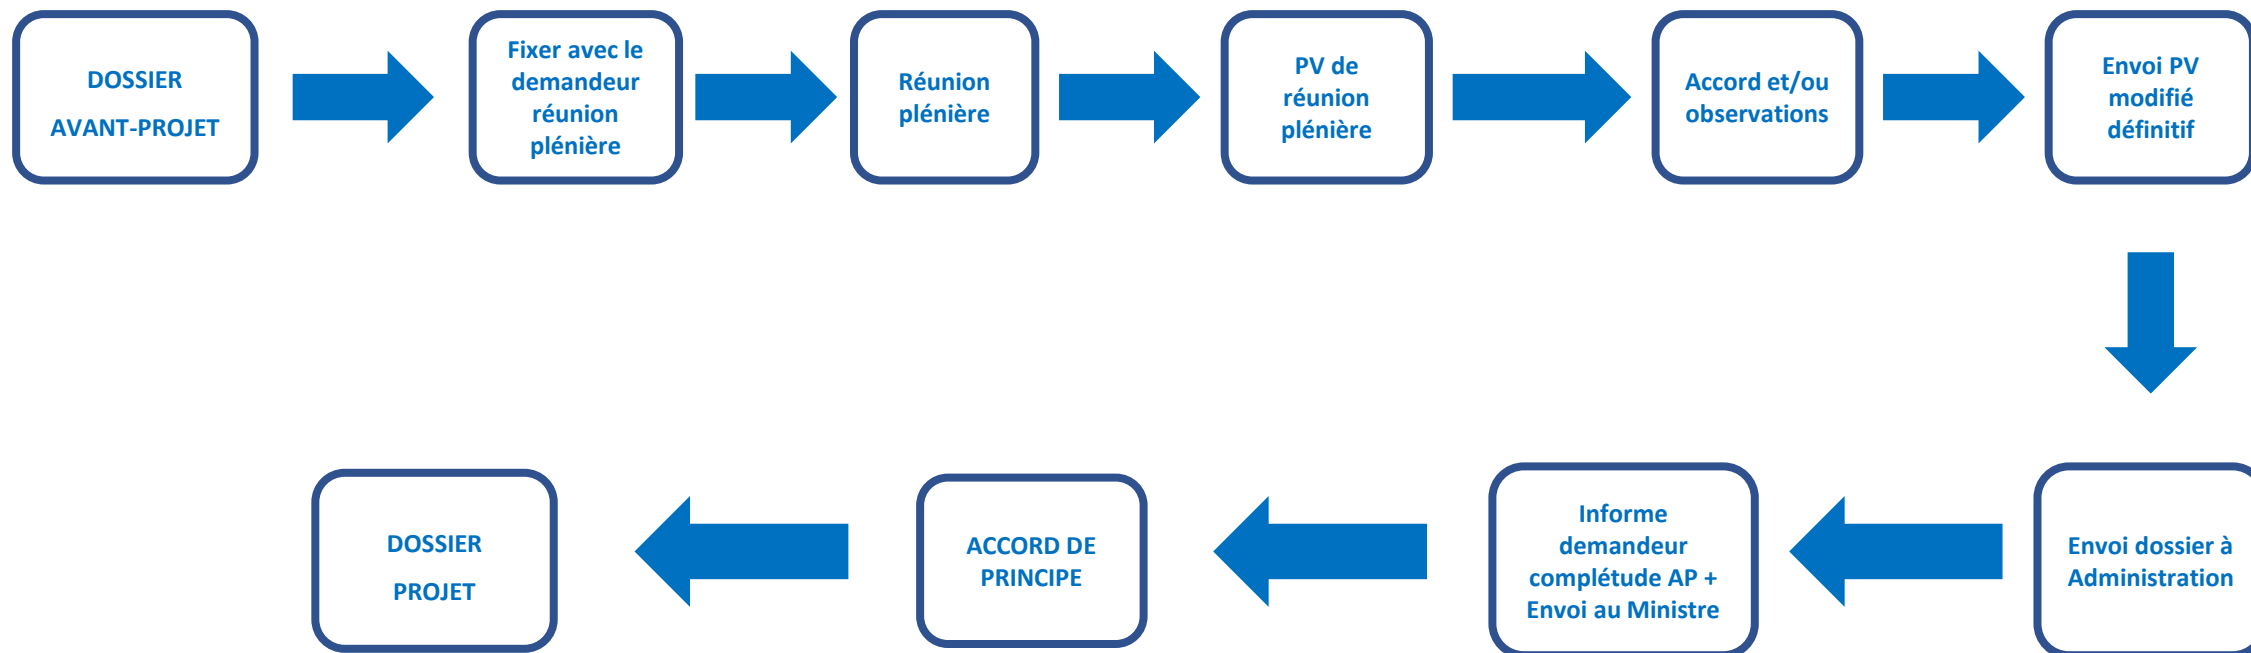 DOSSIER
AVANT-PROJET
Fixer avec le
demandeur
réunion
plénière
Réunion
plénière
PV de
réunion
plénière
Accord et/ou
observations
Envoi PV
modifié
définitif
Envoi dossier à
Administration
Informe
demandeur
complétude AP +
Envoi au Ministre
ACCORD DE
PRINCIPE
DOSSIER
PROJET